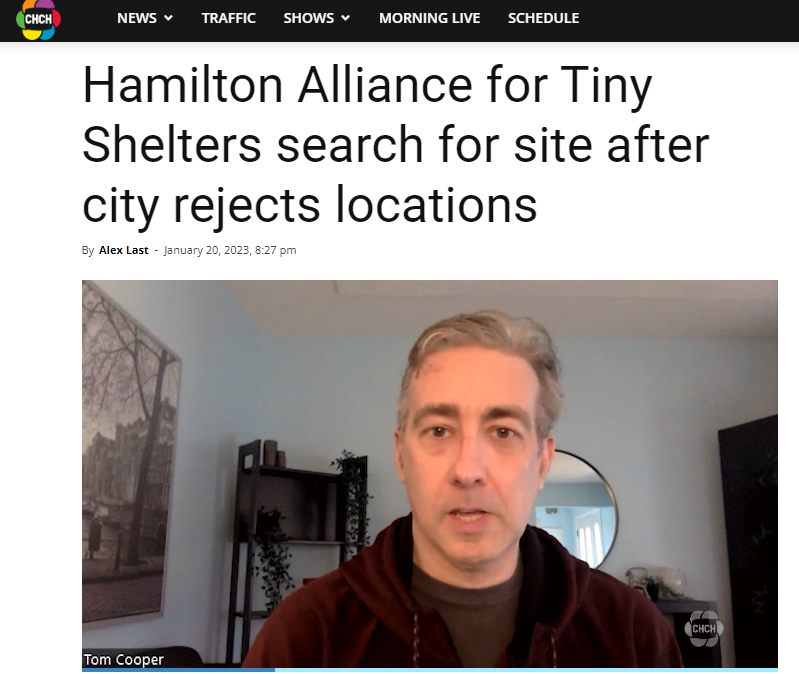 CHCH NEWS TRAFFIC SHOWS MORNING LIVE SCHEDULE
Hamilton Alliance for Tiny
Shelters search for site after
city rejects locations
By Alex Last - January 20, 2023, 8:27 pm
CHCH
Tom Cooper